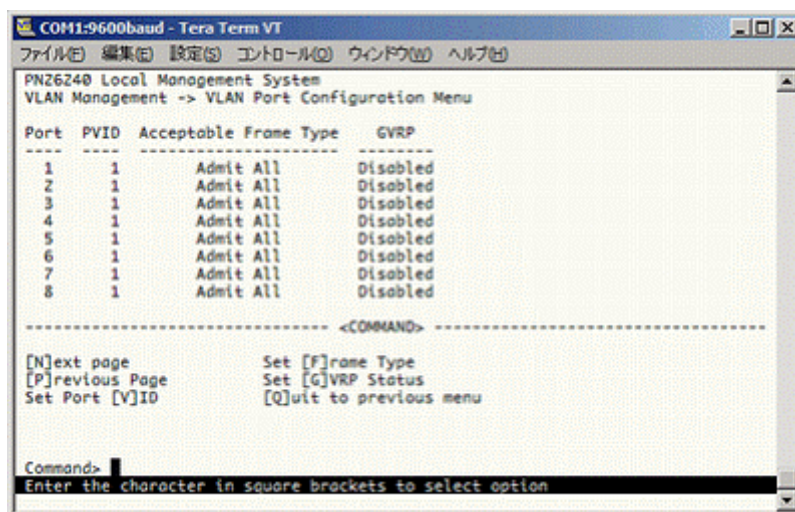 COM1:9600baud - Tera Term VT
ファイル(F) 編集(E) 設定(S) コントロール(O) ウィンドウ(W) ヘルプ(H)
PN26240 Local Management System
VLAN Management -> VLAN Port Configuration Menu
Port PVID Acceptable Frame Type GVRP
---- ---- --------------------- --------
1 1 Admit All Disabled
2 1 Admit All Disabled
3 1 Admit All Disabled
4 1 Admit All Disabled
5 1 Admit All Disabled
6 1 Admit All Disabled
7 1 Admit All Disabled
8 1 Admit All Disabled
-------------------------------- <COMMAND> -----------------------------------
[N]ext page Set [F]rame Type
[P]revious Page Set [G]VRP Status
Set Port [V]ID [Q]uit to previous menu
Command>
Enter the character in square brackets to select option